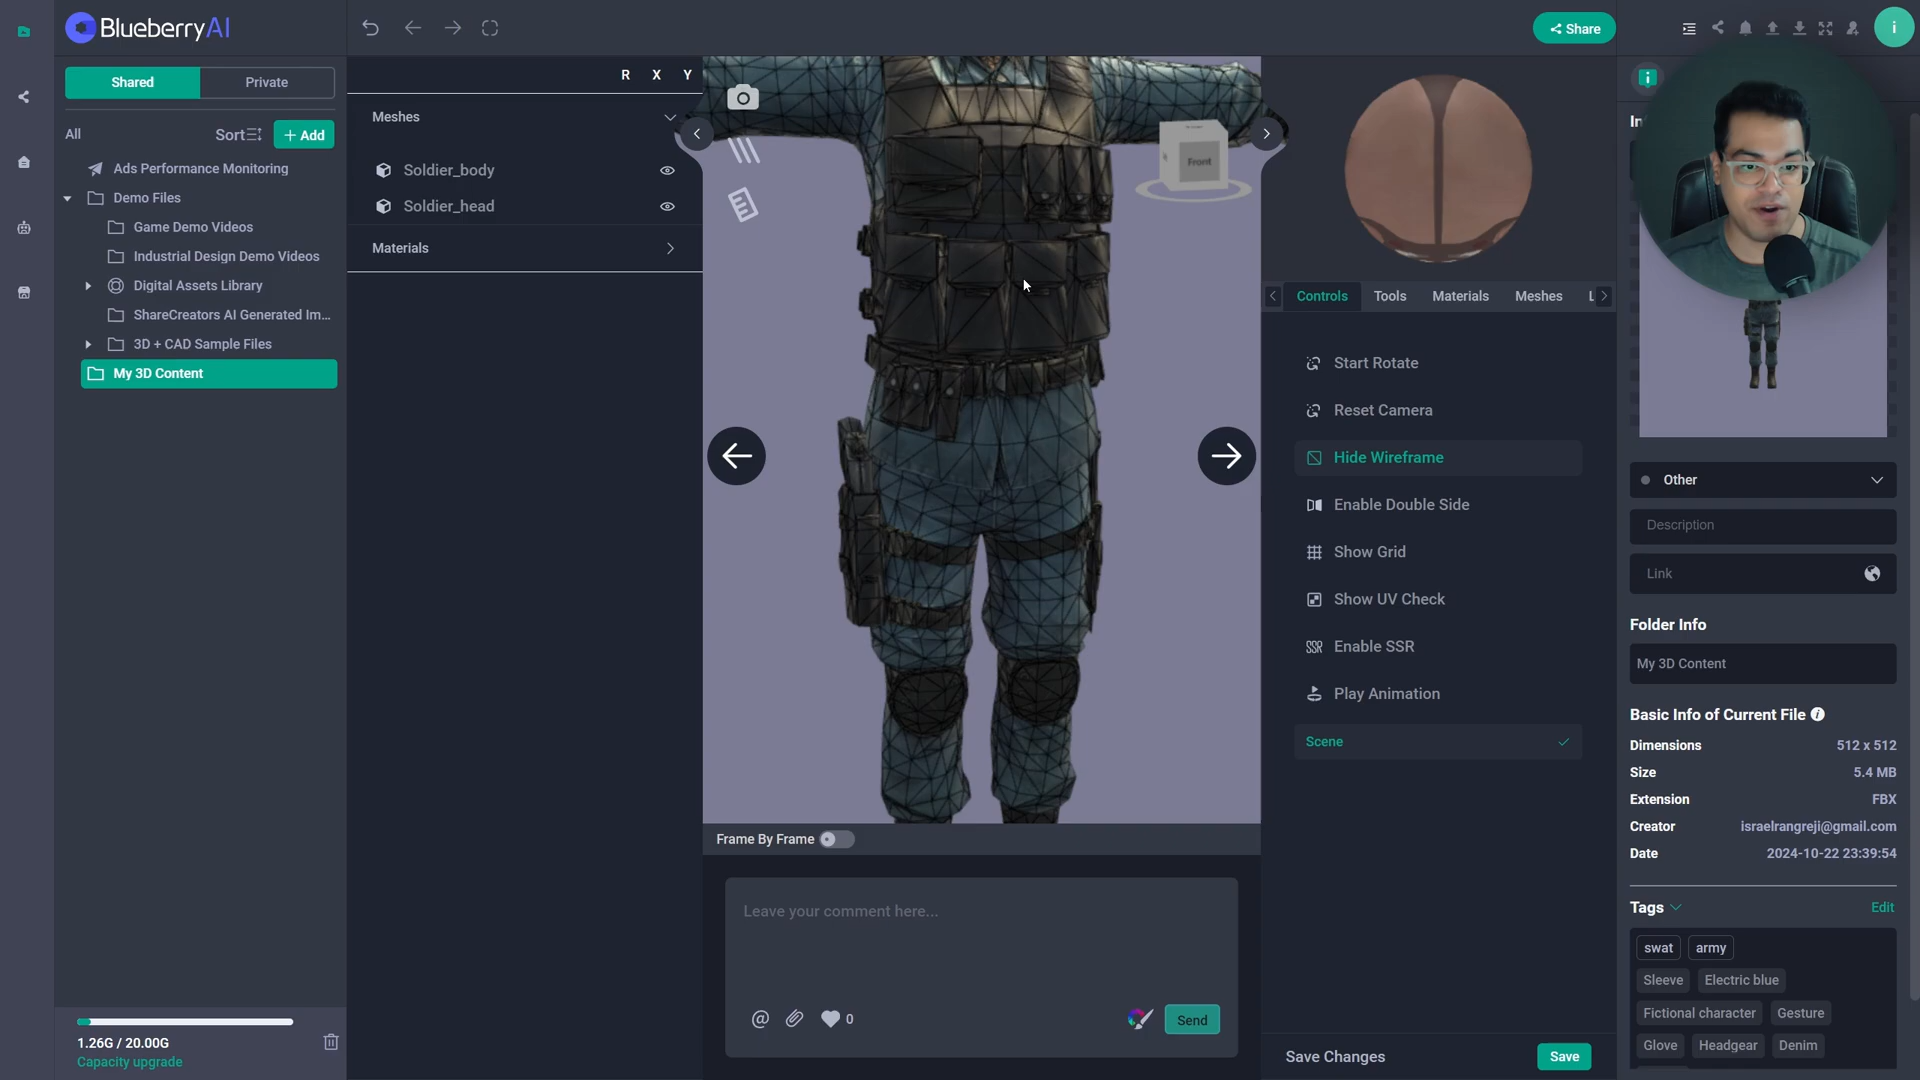 BlueberryAI
Share
i
Shared
Private
R X Y
All
Sort
+ Add
Meshes
Ads Performance Monitoring
Soldier_body
Demo Files
Soldier_head
Game Demo Videos
Materials
Industrial Design Demo Videos
Digital Assets Library
ShareCreators AI Generated Im...
3D + CAD Sample Files
My 3D Content
Front
Controls
Tools
Materials
Meshes
Start Rotate
Reset Camera
Hide Wireframe
Enable Double Side
Show Grid
Show UV Check
Enable SSR
Play Animation
Scene
Other
Description
Link
Folder Info
My 3D Content
Basic Info of Current File
Dimensions 512 x 512
Size 5.4 MB
Extension FBX
Creator israelrangreji@gmail.com
Date 2024-10-22 23:39:54
Tags
Edit
swat army
Sleeve Electric blue
Fictional character Gesture
Glove Headgear Denim
Frame By Frame
Leave your comment here...
@
0
Send
Save Changes
Save
1.26G / 20.00G
Capacity upgrade